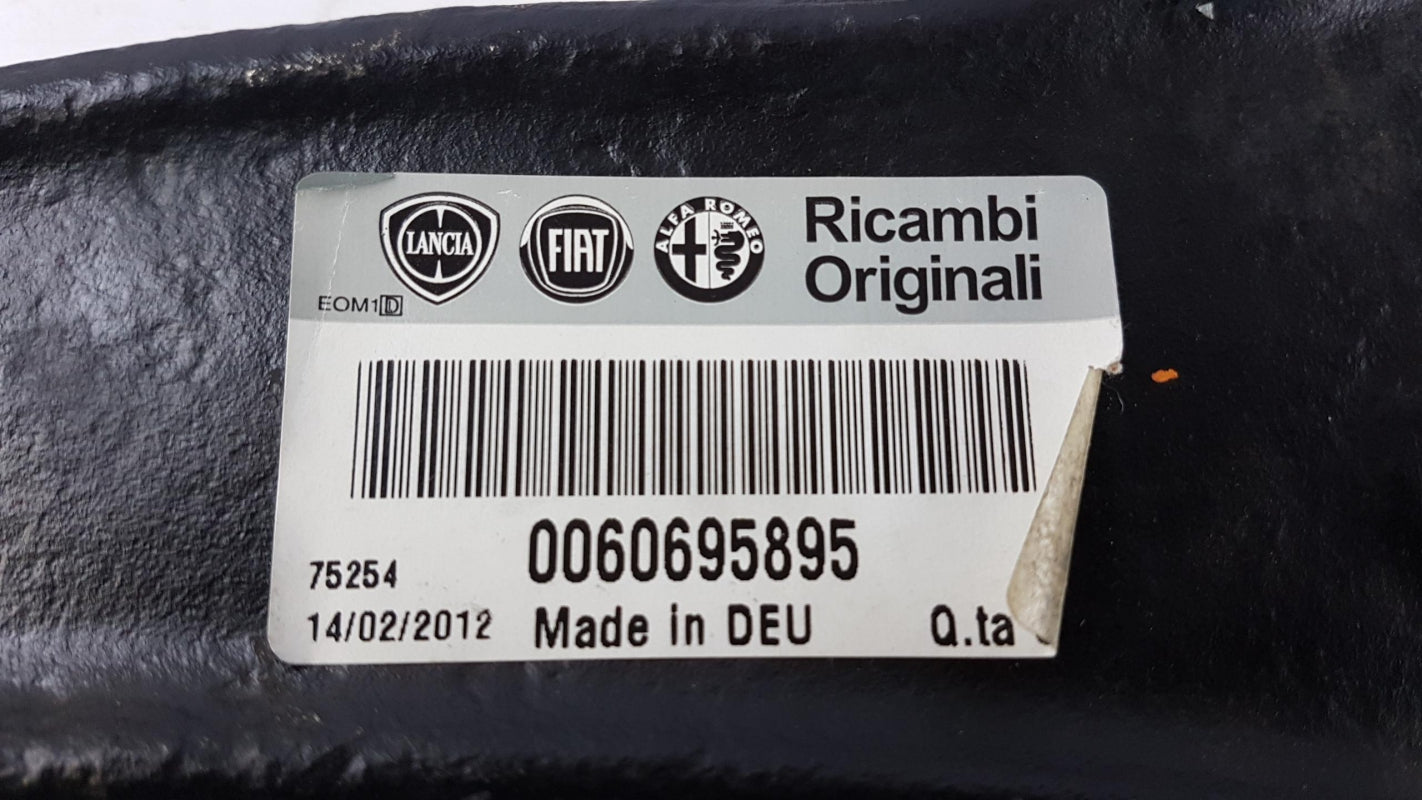 LANCIA FIAT ALFA ROMEO Ricambi
Originali
EOM1D
0060695895
75254
14/02/2012 Made in DEU Q.ta